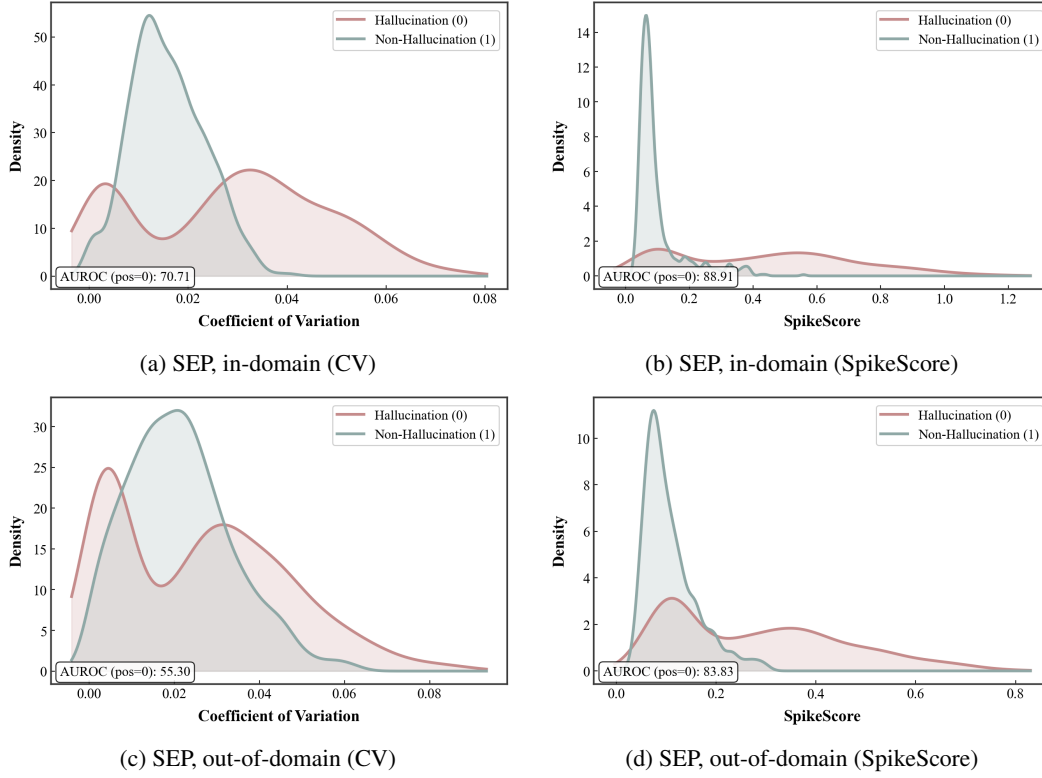 Hallucination (0)
Non-Hallucination (1)
Density
50
40
30
20
10
0
AUROC (pos=0): 70.71
0.00
0.02
0.04
0.06
0.08
Coefficient of Variation
(a) SEP, in-domain (CV)
Hallucination (0)
Non-Hallucination (1)
Density
14
12
10
8
6
4
2
0
AUROC (pos=0): 88.91
0.0
0.2
0.4
0.6
0.8
1.0
1.2
SpikeScore
(b) SEP, in-domain (SpikeScore)
Hallucination (0)
Non-Hallucination (1)
Density
30
25
20
15
10
5
0
AUROC (pos=0): 55.30
0.00
0.02
0.04
0.06
0.08
Coefficient of Variation
(c) SEP, out-of-domain (CV)
Hallucination (0)
Non-Hallucination (1)
Density
10
8
6
4
2
0
AUROC (pos=0): 83.83
0.0
0.2
0.4
0.6
0.8
SpikeScore
(d) SEP, out-of-domain (SpikeScore)